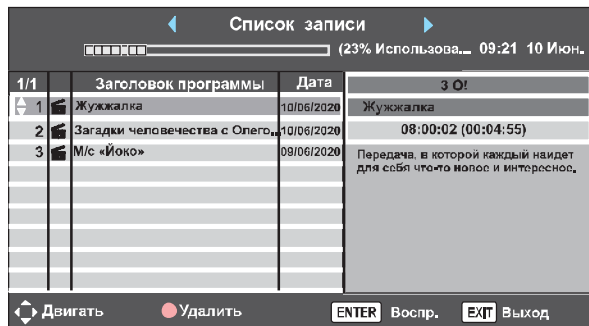 Список записи
(23% Использова... 09:21 10 Июн.
1/1 Заголовок программы Дата
1 Жужжалка 10/06/2020
2 Загадки человечества с Олего... 10/06/2020
3 М/с «Йоко» 09/06/2020
3 О!
Жужжалка
08:00:02 (00:04:55)
Передача, в которой каждый наидет
для себя что-то новое и интересное.
Двигать Удалить ENTER Воспр. EXIT Выход